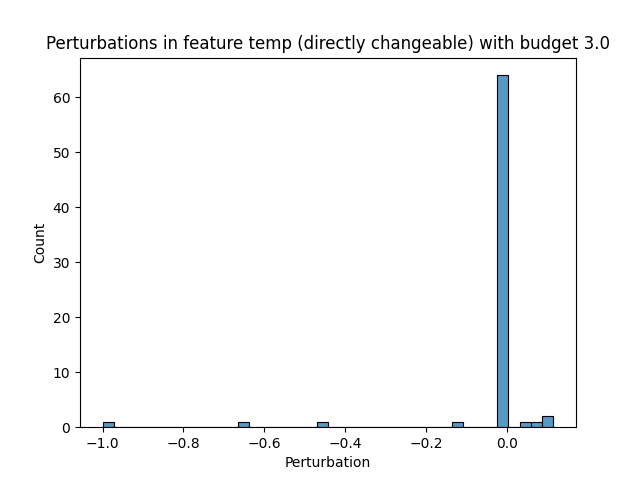 Perturbations in feature temp (directly changeable) with budget 3.0
60
50
40
30
20
10
0
Count
−1.0 −0.8 −0.6 −0.4 −0.2 0.0
Perturbation